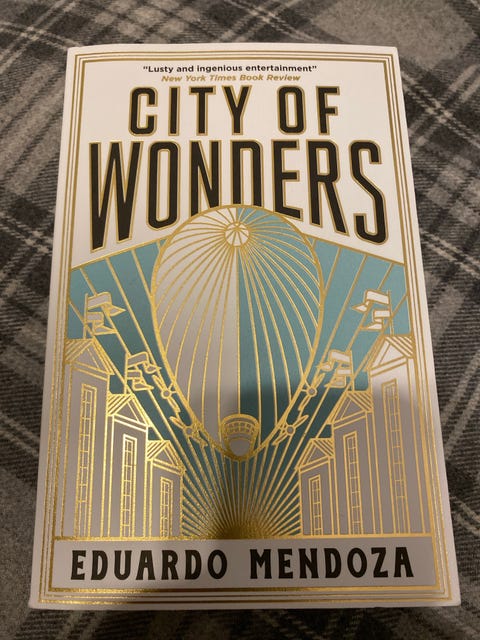 “Lusty and ingenious entertainment”
New York Times Book Review
CITY OF
WONDERS
EDUARDO MENDOZA